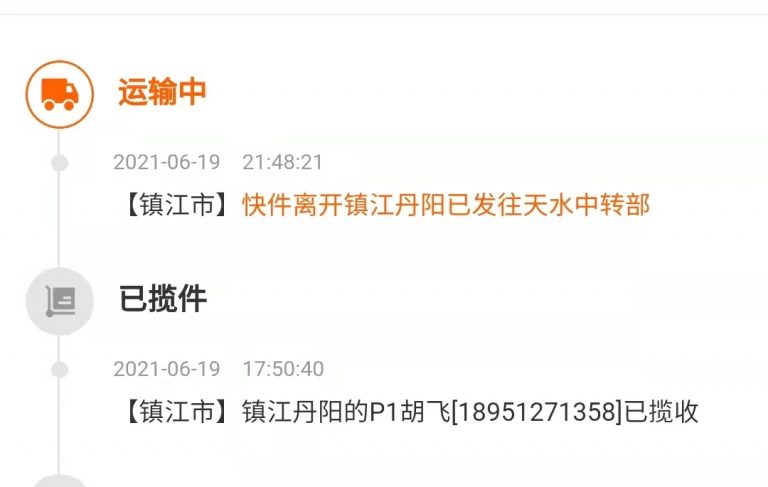 运输中
2021-06-19 21:48:21
【镇江市】快件离开镇江丹阳已发往天水中转部
已揽件
2021-06-19 17:50:40
【镇江市】镇江丹阳的P1胡飞[18951271358]已揽收